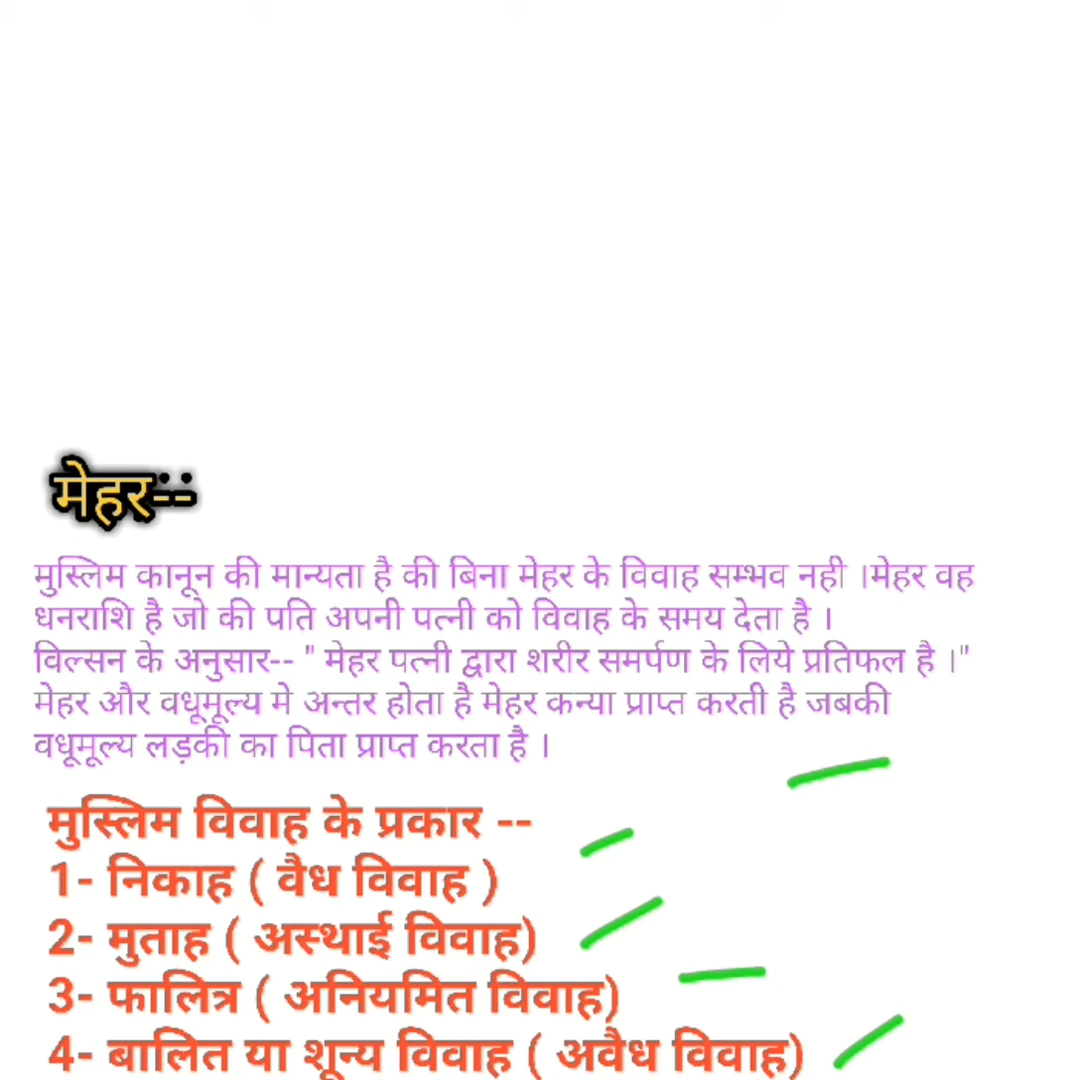 मेहर--
मुस्लिम कानून की मान्यता है की बिना मेहर के विवाह सम्भव नही ।मेहर वह
धनराशि है जो की पति अपनी पत्नी को विवाह के समय देता है ।
विल्सन के अनुसार-- " मेहर पत्नी द्वारा शरीर समर्पण के लिये प्रतिफल है ।"
मेहर और वधूमूल्य मे अन्तर होता है मेहर कन्या प्राप्त करती है जबकी
वधूमूल्य लड़की का पिता प्राप्त करता है ।
मुस्लिम विवाह के प्रकार --
1- निकाह ( वैध विवाह )
2- मुताह ( अस्थाई विवाह)
3- फालित्र ( अनियमित विवाह)
4- बालित या शून्य विवाह ( अवैध विवाह)